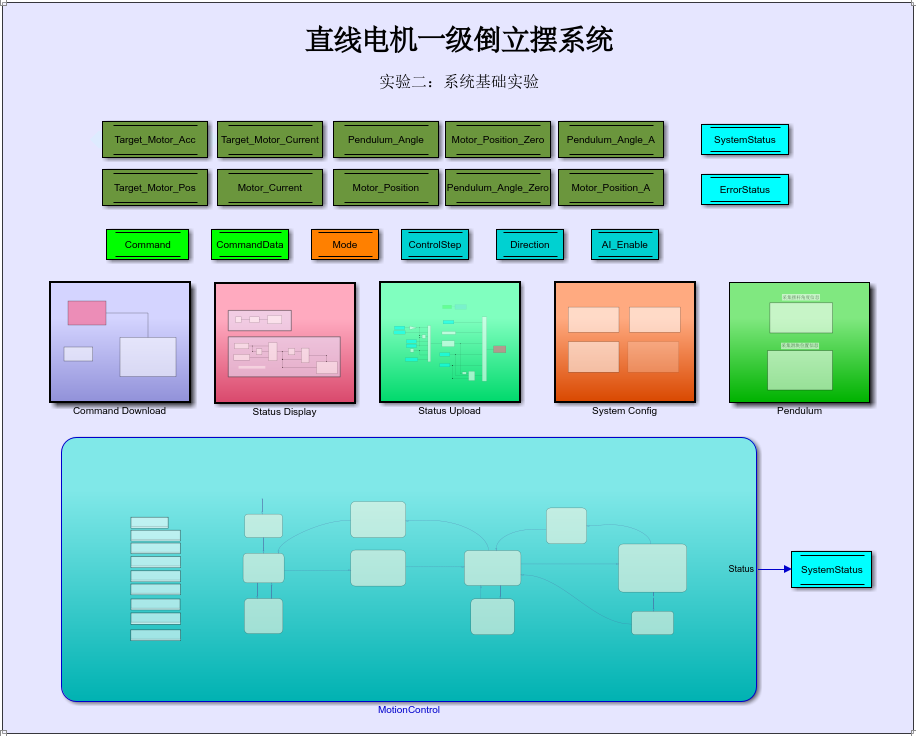 直线电机一级倒立摆系统
实验二：系统基础实验
Target_Motor_Acc
Target_Motor_Current
Pendulum_Angle
Motor_Position_Zero
Pendulum_Angle_A
SystemStatus
Target_Motor_Pos
Motor_Current
Motor_Position
Pendulum_Angle_Zero
Motor_Position_A
ErrorStatus
Command
CommandData
Mode
ControlStep
Direction
AI_Enable
Command Download
Status Display
Status Upload
System Config
Pendulum
Status
SystemStatus
MotionControl